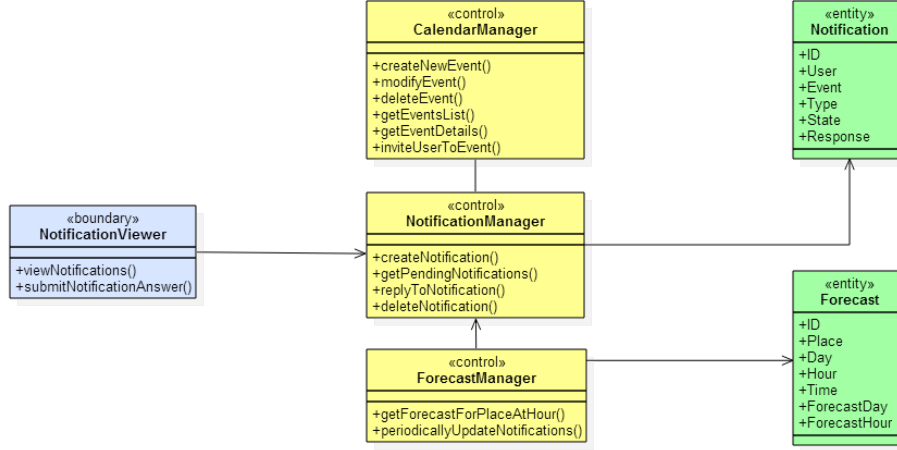 «control»
CalendarManager
+createNewEvent()
+modifyEvent()
+deleteEvent()
+getEventsList()
+getEventDetails()
+inviteUserToEvent()
«entity»
Notification
+ID
+User
+Event
+Type
+State
+Response
«boundary»
NotificationViewer
+viewNotifications()
+submitNotificationAnswer()
«control»
NotificationManager
+createNotification()
+getPendingNotifications()
+replyToNotification()
+deleteNotification()
«entity»
Forecast
+ID
+Place
+Day
+Hour
+Time
+ForecastDay
+ForecastHour
«control»
ForecastManager
+getForecastForPlaceAtHour()
+periodicallyUpdateNotifications()